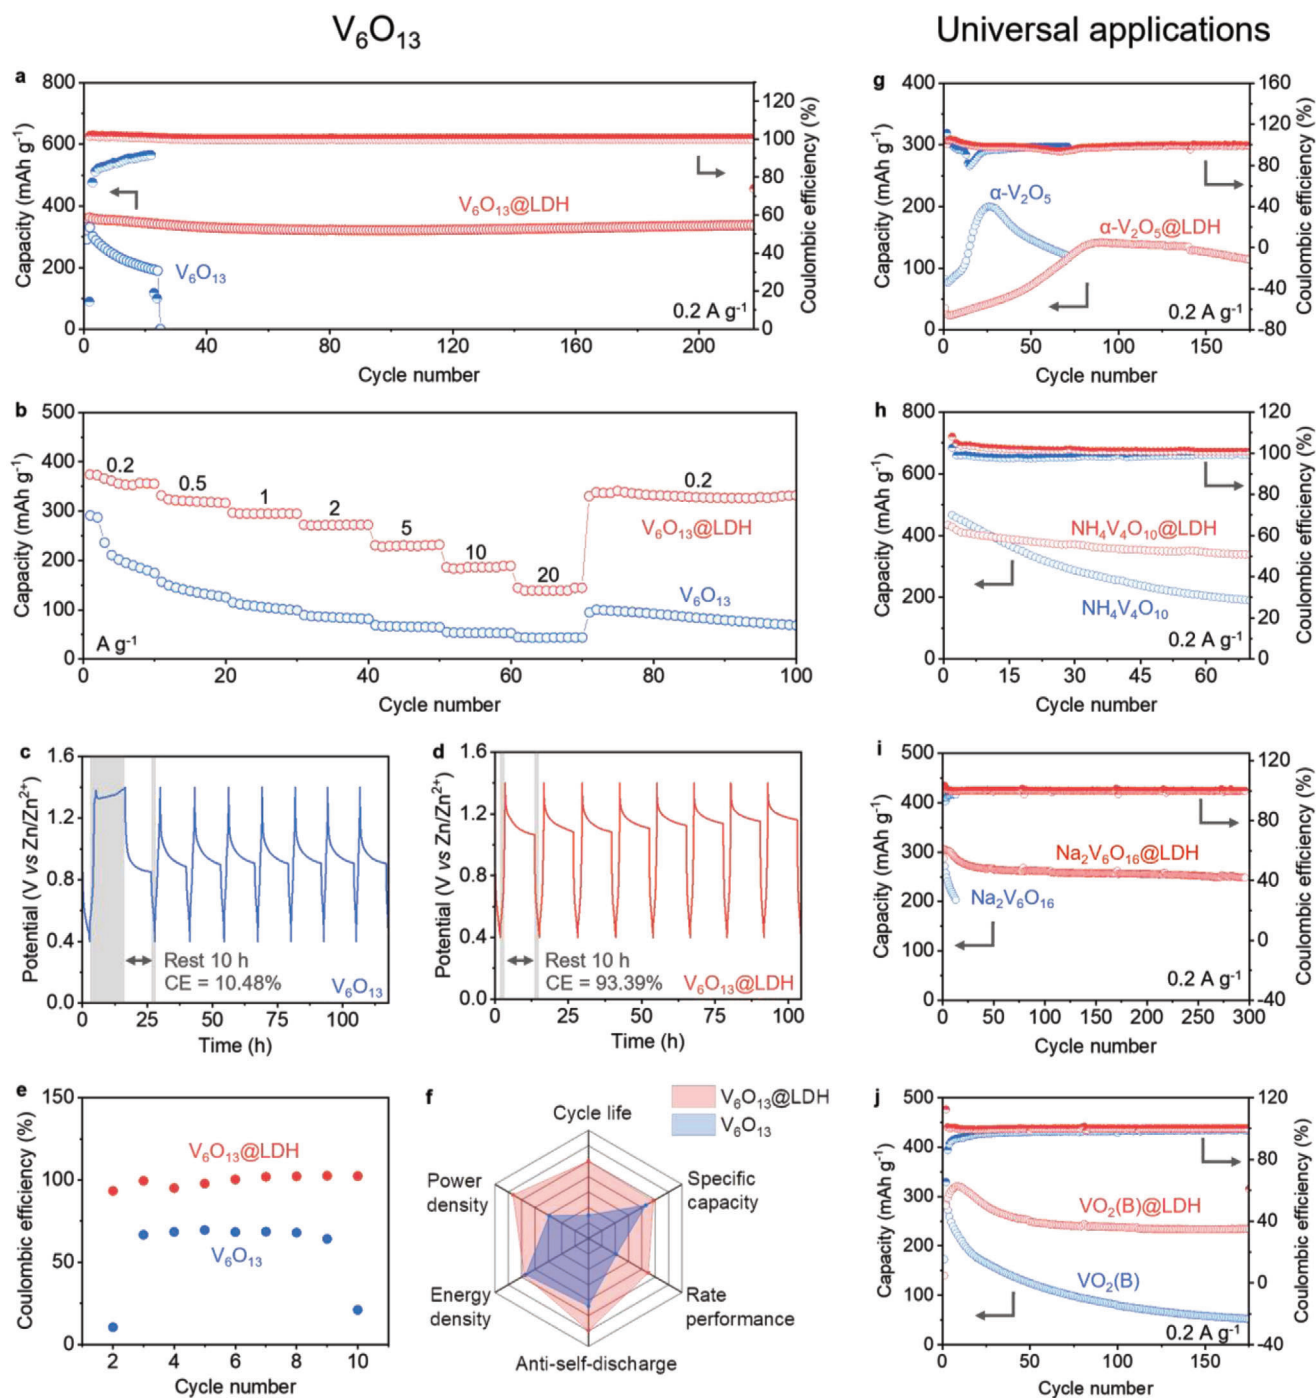 V₆O₁₃
Universal applications
a
800
600
400
200
0
Capacity (mAh g⁻¹)
120
100
80
60
40
20
0
Coulombic efficiency (%)
V₆O₁₃@LDH
V₆O₁₃
0.2 A g⁻¹
0 40 80 120 160 200
Cycle number
b
500
400
300
200
100
0
Capacity (mAh g⁻¹)
0.2
0.5
1
2
5
10
20
0.2
V₆O₁₃@LDH
V₆O₁₃
A g⁻¹
0 20 40 60 80 100
Cycle number
c
1.6
1.2
0.8
0.4
0.0
Potential (V vs Zn/Zn²⁺)
Rest 10 h
CE = 10.48%
V₆O₁₃
0 25 50 75 100
Time (h)
d
1.6
1.2
0.8
0.4
0.0
Potential (V vs Zn/Zn²⁺)
Rest 10 h
CE = 93.39%
V₆O₁₃@LDH
0 25 50 75 100
Time (h)
e
150
100
50
0
Coulombic efficiency (%)
V₆O₁₃@LDH
V₆O₁₃
2 4 6 8 10
Cycle number
f
V₆O₁₃@LDH
V₆O₁₃
Cycle life
Specific
capacity
Rate
performance
Anti-self-discharge
Energy
density
Power
density
g
400
300
200
100
0
Capacity (mAh g⁻¹)
160
120
80
40
0
-40
-80
Coulombic efficiency (%)
α-V₂O₅
α-V₂O₅@LDH
0.2 A g⁻¹
0 50 100 150
Cycle number
h
800
600
400
200
0
Capacity (mAh g⁻¹)
120
100
80
60
40
20
0
Coulombic efficiency (%)
NH₄V₄O₁₀@LDH
NH₄V₄O₁₀
0.2 A g⁻¹
0 15 30 45 60
Cycle number
i
500
400
300
200
100
0
Capacity (mAh g⁻¹)
120
80
40
0
-40
Coulombic efficiency (%)
Na₂V₆O₁₆@LDH
Na₂V₆O₁₆
0.2 A g⁻¹
0 50 100 150 200 250 300
Cycle number
j
500
400
300
200
100
0
Capacity (mAh g⁻¹)
120
80
40
0
-40
Coulombic efficiency (%)
VO₂(B)@LDH
VO₂(B)
0.2 A g⁻¹
0 50 100 150
Cycle number